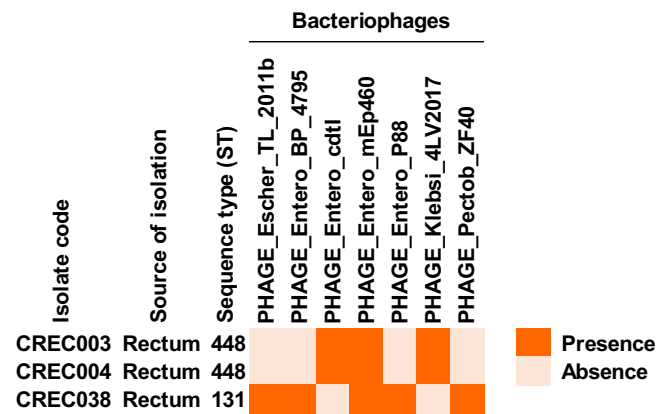 Bacteriophages
Isolate code
Source of isolation
Sequence type (ST)
PHAGE_Escher_TL_2011b
PHAGE_Entero_BP_4795
PHAGE_Entero_cdtI
PHAGE_Entero_mEp460
PHAGE_Entero_P88
PHAGE_Klebsi_4LV2017
PHAGE_Pectob_ZF40
CREC003 Rectum 448
CREC004 Rectum 448
CREC038 Rectum 131
Presence
Absence